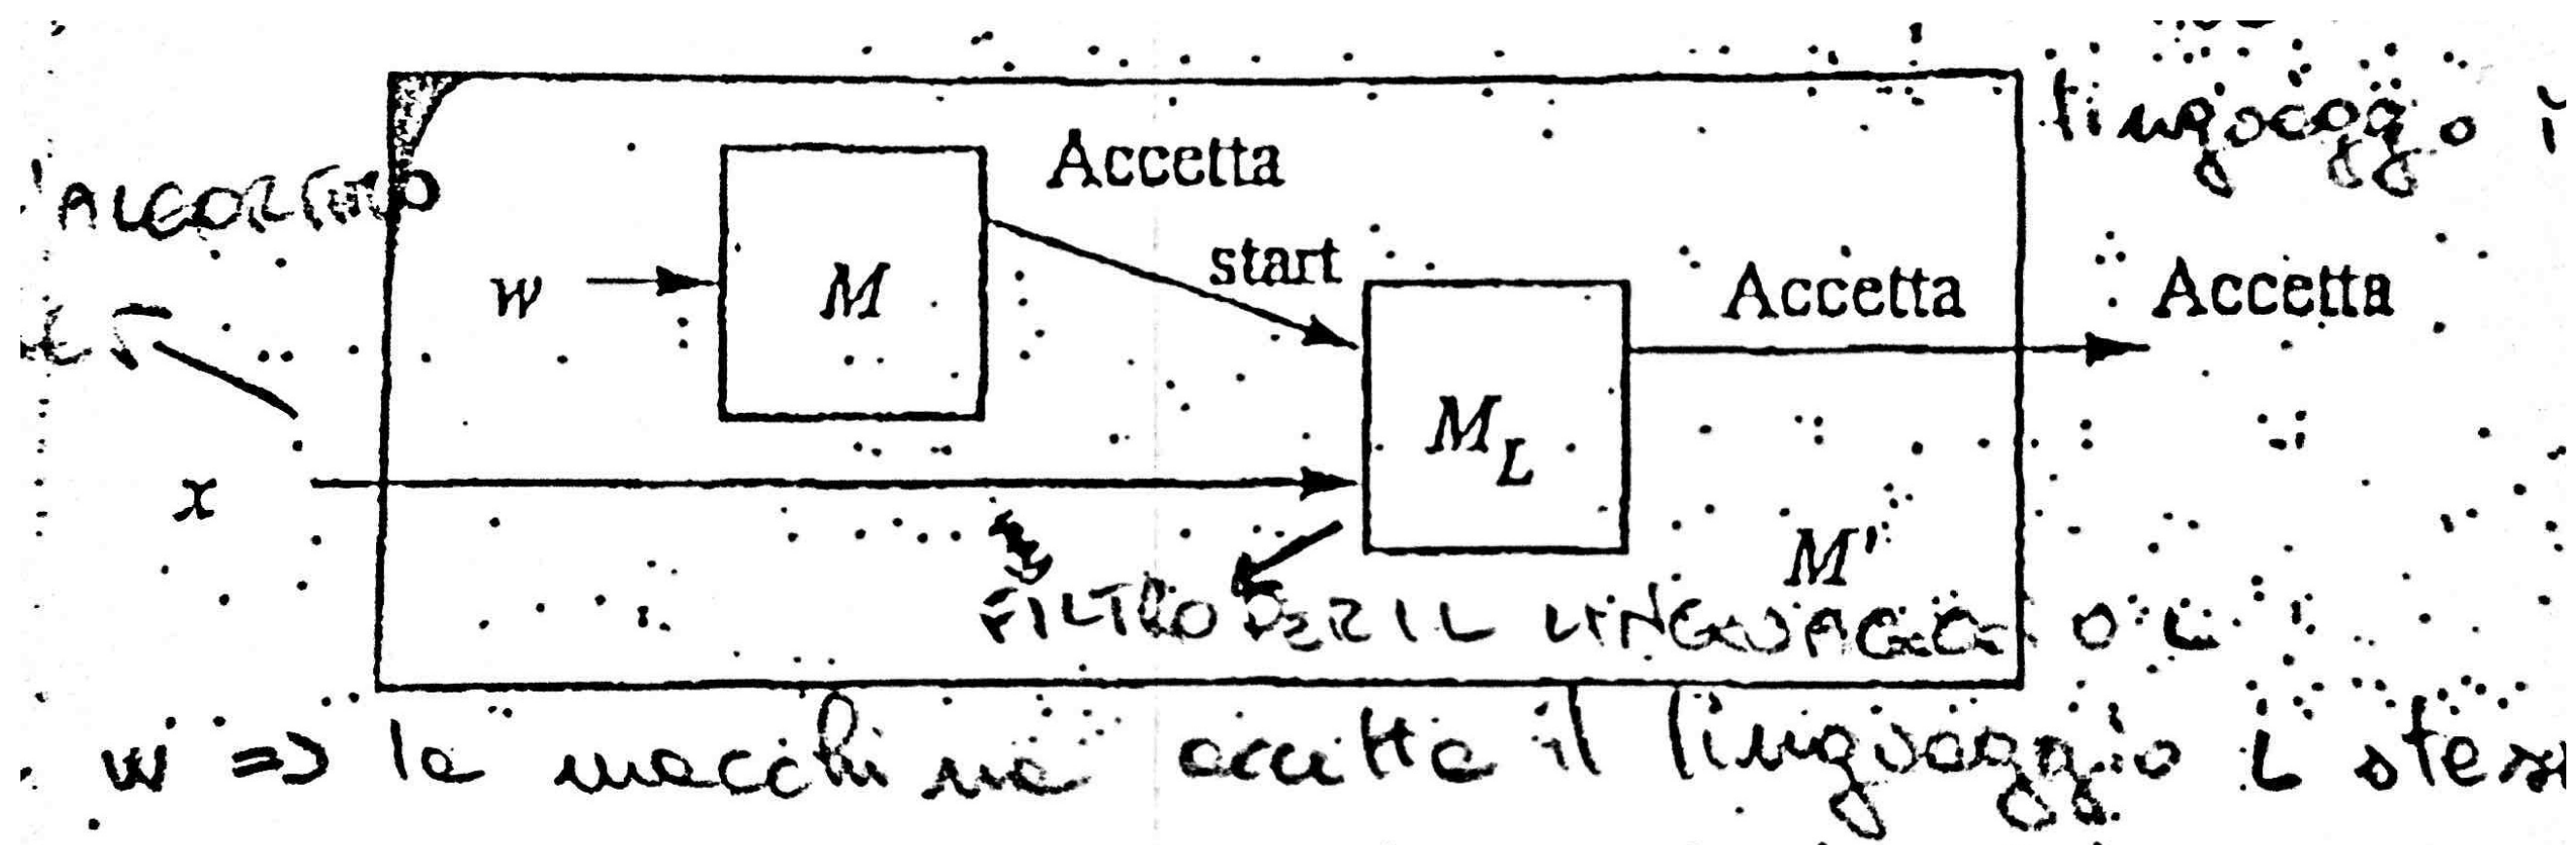 linguaggio
Accetta
ALGORITMO
start
w
M
Accetta
Accetta
M_L
x
M'
FILTRO PER IL LINGUAGGIO L
w => la macchina accetta il linguaggio L stess